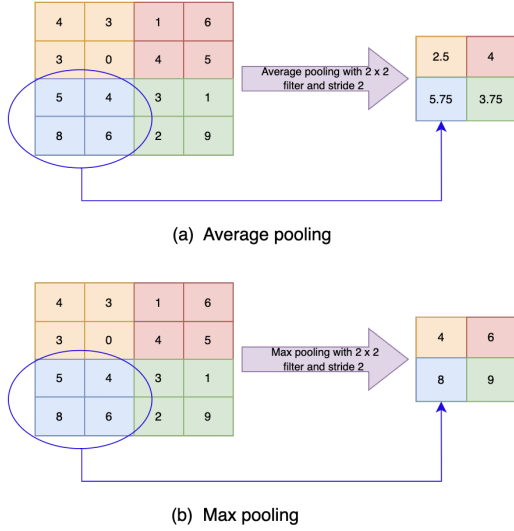 4 3 1 6
3 0 4 5
5 4 3 1
8 6 2 9
Average pooling with 2 x 2
filter and stride 2
2.5 4
5.75 3.75
(a) Average pooling
4 3 1 6
3 0 4 5
5 4 3 1
8 6 2 9
Max pooling with 2 x 2
filter and stride 2
4 6
8 9
(b) Max pooling